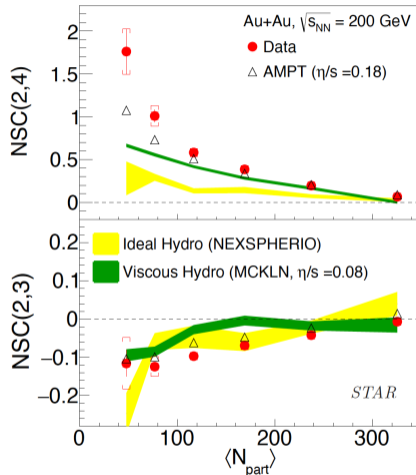 Au+Au, √s_NN = 200 GeV
Data
AMPT (η/s =0.18)
NSC(2,4)
2
1.5
1
0.5
0
Ideal Hydro (NEXSPHERIO)
Viscous Hydro (MCKLN, η/s =0.08)
NSC(2,3)
0.2
0.1
0
−0.1
−0.2
STAR
0 100 200 300
⟨N_part⟩